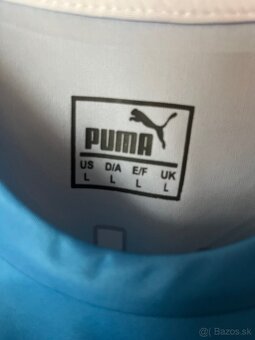 PUMA
US D/A E/F UK
L L L L
Bazos.sk